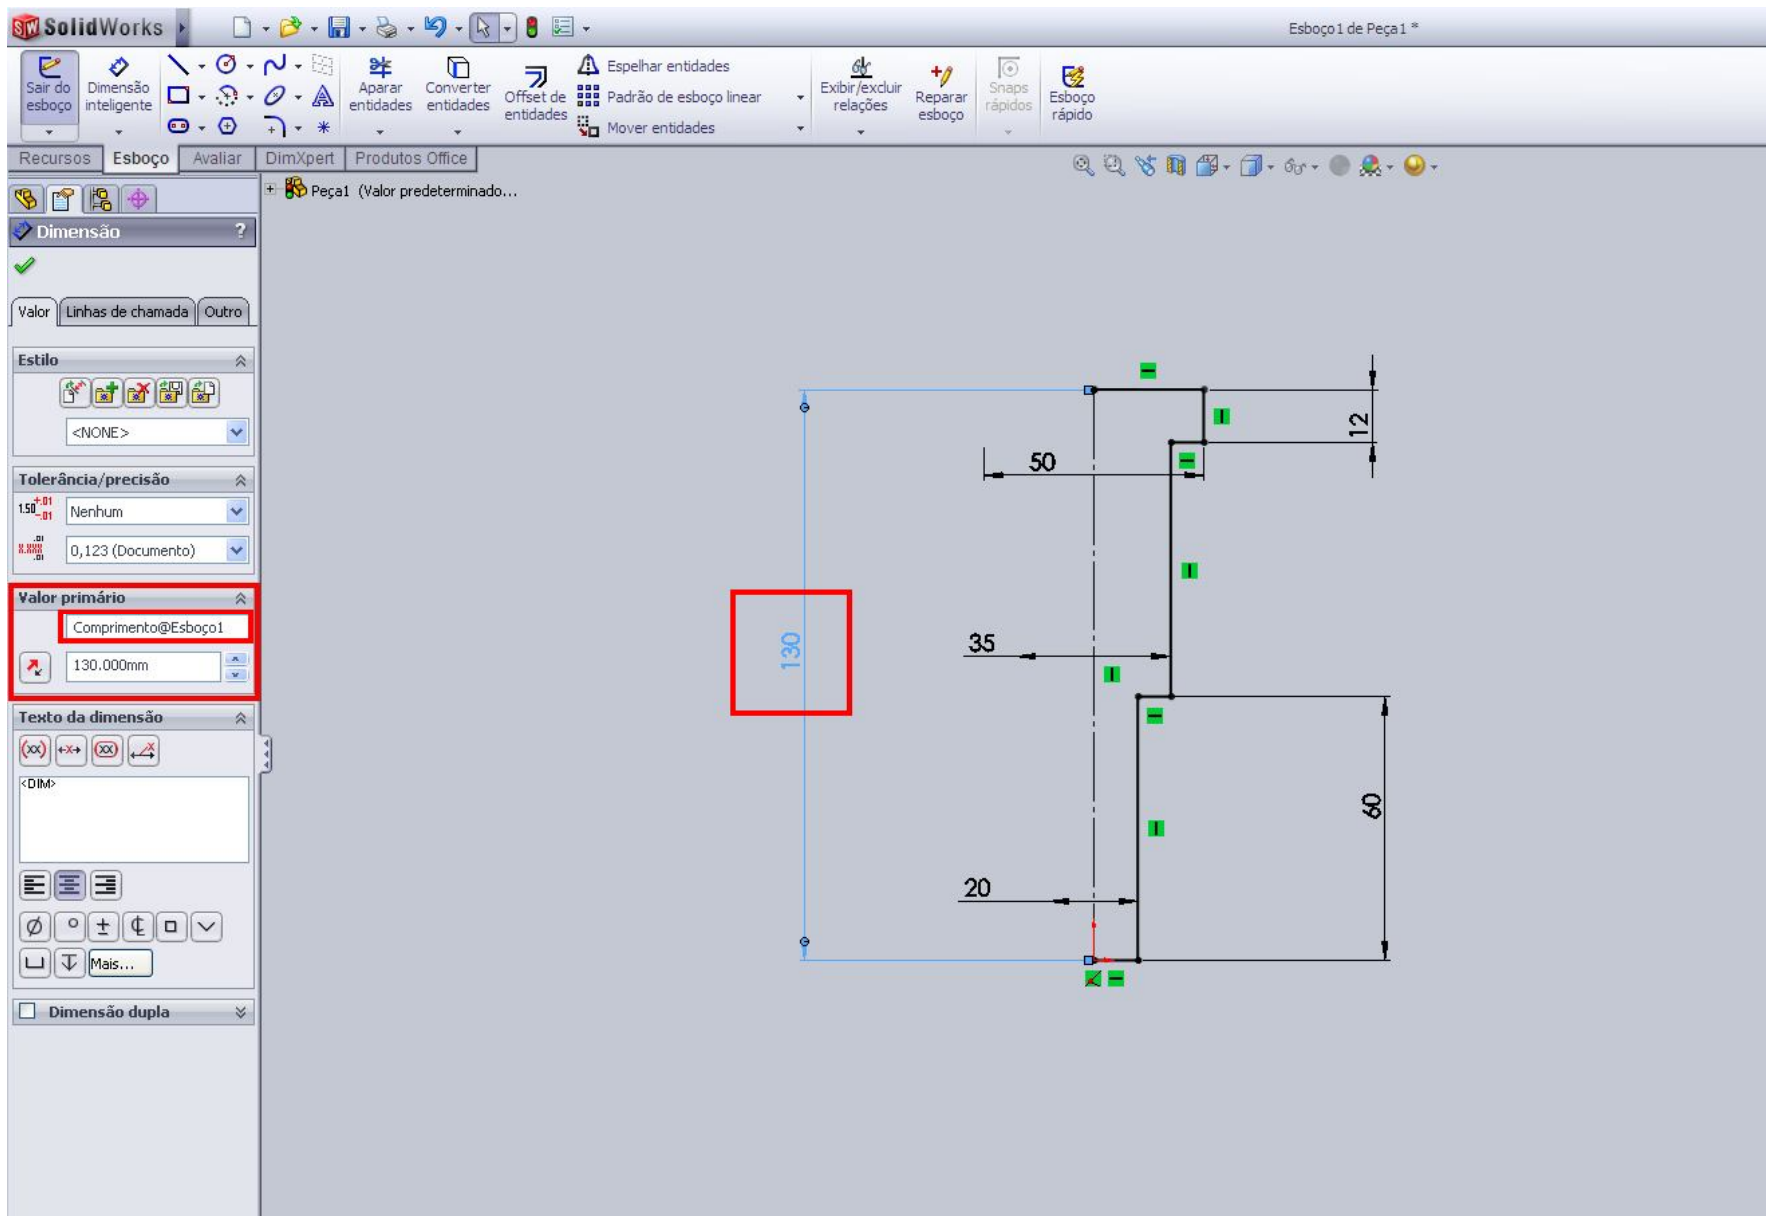 SolidWorks
Esboço1 de Peça1 *
Sair do esboço
Dimensão inteligente
Aparar entidades
Converter entidades
Offset de entidades
Espelhar entidades
Padrão de esboço linear
Mover entidades
Exibir/excluir relações
Reparar esboço
Snaps rápidos
Esboço rápido
Recursos Esboço Avaliar DimXpert Produtos Office
Peça1 (Valor predeterminado...
Dimensão ?
Valor Linhas de chamada Outro
Estilo
<NONE>
Tolerância/precisão
Nenhum
0,123 (Documento)
Valor primário
Comprimento@Esboço1
130.000mm
Texto da dimensão
(xx) +X+ (xx) X
<DIM>
Mais...
Dimensão dupla
12
50
130
35
60
20